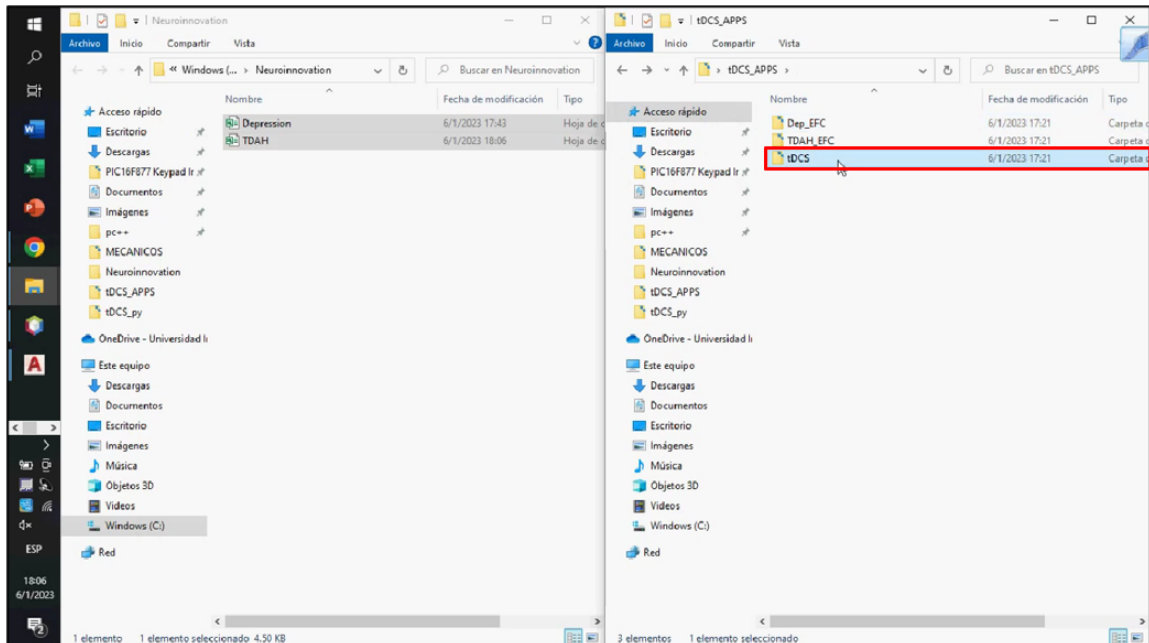 Neuroinnovation
Archivo Inicio Compartir Vista
« Windows (... › Neuroinnovation
Buscar en Neuroinnovation
Nombre Fecha de modificación Tipo
Acceso rápido
Escritorio
Descargas
PIC16F877 Keypad Ir
Documentos
Imágenes
pc++
MECANICOS
Neuroinnovation
tDCS_APPS
tDCS_py
OneDrive - Universidad I
Este equipo
Descargas
Documentos
Escritorio
Imágenes
Música
Objetos 3D
Videos
Windows (C:)
Red
Depression 6/1/2023 17:43 Hoja de c
TDAH 6/1/2023 18:06 Hoja de c
1 elemento 1 elemento seleccionado 4.50 KB
tDCS_APPS
Archivo Inicio Compartir Vista
› tDCS_APPS ›
Buscar en tDCS_APPS
Nombre Fecha de modificación Tipo
Acceso rápido
Escritorio
Descargas
PIC16F877 Keypad Ir
Documentos
Imágenes
pc++
MECANICOS
Neuroinnovation
tDCS_APPS
tDCS_py
OneDrive - Universidad I
Este equipo
Descargas
Documentos
Escritorio
Imágenes
Música
Objetos 3D
Videos
Windows (C:)
Red
Dep_EFC 6/1/2023 17:21 Carpeta c
TDAH_EFC 6/1/2023 17:21 Carpeta c
tDCS 6/1/2023 17:21 Carpeta c
3 elementos 1 elemento seleccionado
ESP
18:06
6/1/2023
2